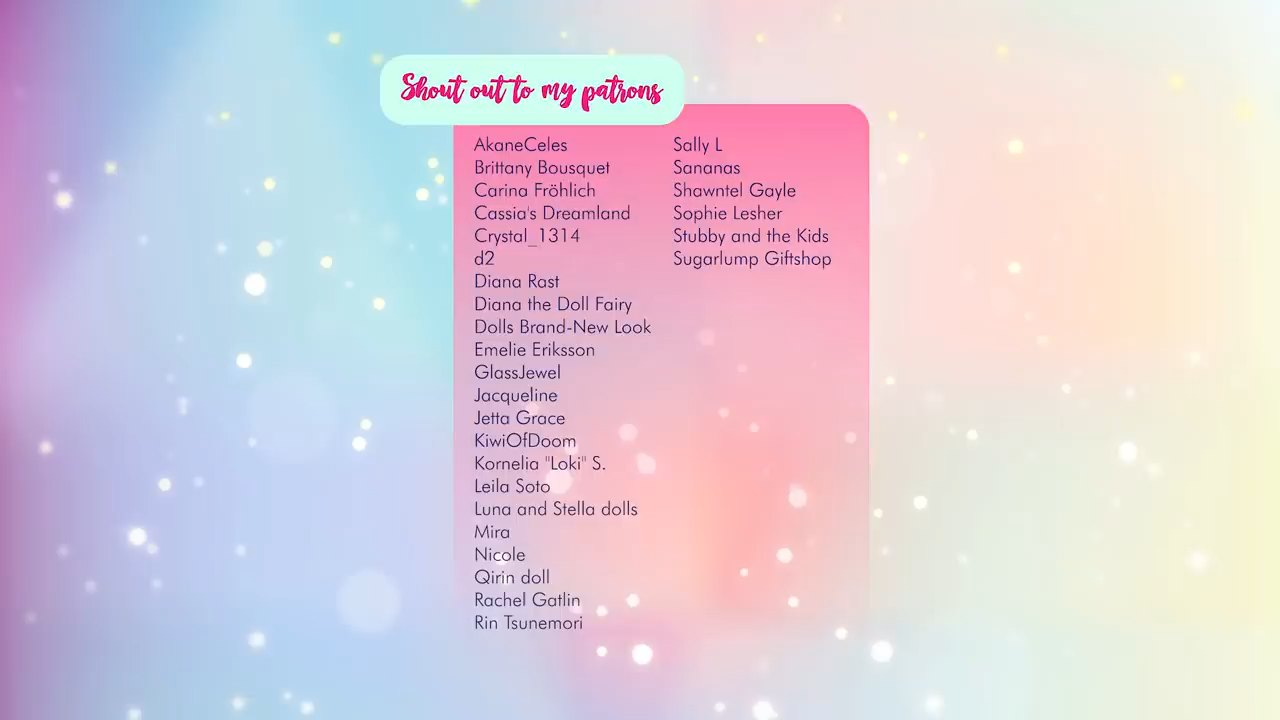 Shout out to my patrons
AkaneCeles
Brittany Bousquet
Carina Fröhlich
Cassia's Dreamland
Crystal_1314
d2
Diana Rast
Diana the Doll Fairy
Dolls Brand-New Look
Emelie Eriksson
GlassJewel
Jacqueline
Jetta Grace
KiwiOfDoom
Kornelia "Loki" S.
Leila Soto
Luna and Stella dolls
Mira
Nicole
Qirin doll
Rachel Gatlin
Rin Tsunemori
Sally L
Sananas
Shawntel Gayle
Sophie Lesher
Stubby and the Kids
Sugarlump Giftshop